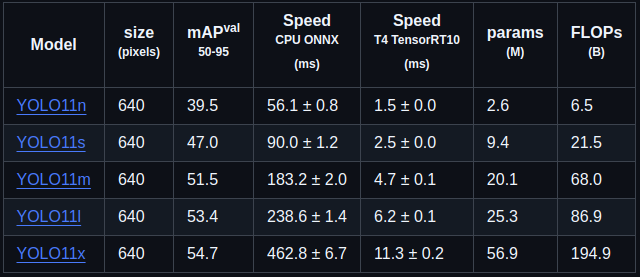 Model size (pixels) mAPval 50-95 Speed CPU ONNX (ms) Speed T4 TensorRT10 (ms) params (M) FLOPs (B)
YOLO11n 640 39.5 56.1 ± 0.8 1.5 ± 0.0 2.6 6.5
YOLO11s 640 47.0 90.0 ± 1.2 2.5 ± 0.0 9.4 21.5
YOLO11m 640 51.5 183.2 ± 2.0 4.7 ± 0.1 20.1 68.0
YOLO11l 640 53.4 238.6 ± 1.4 6.2 ± 0.1 25.3 86.9
YOLO11x 640 54.7 462.8 ± 6.7 11.3 ± 0.2 56.9 194.9